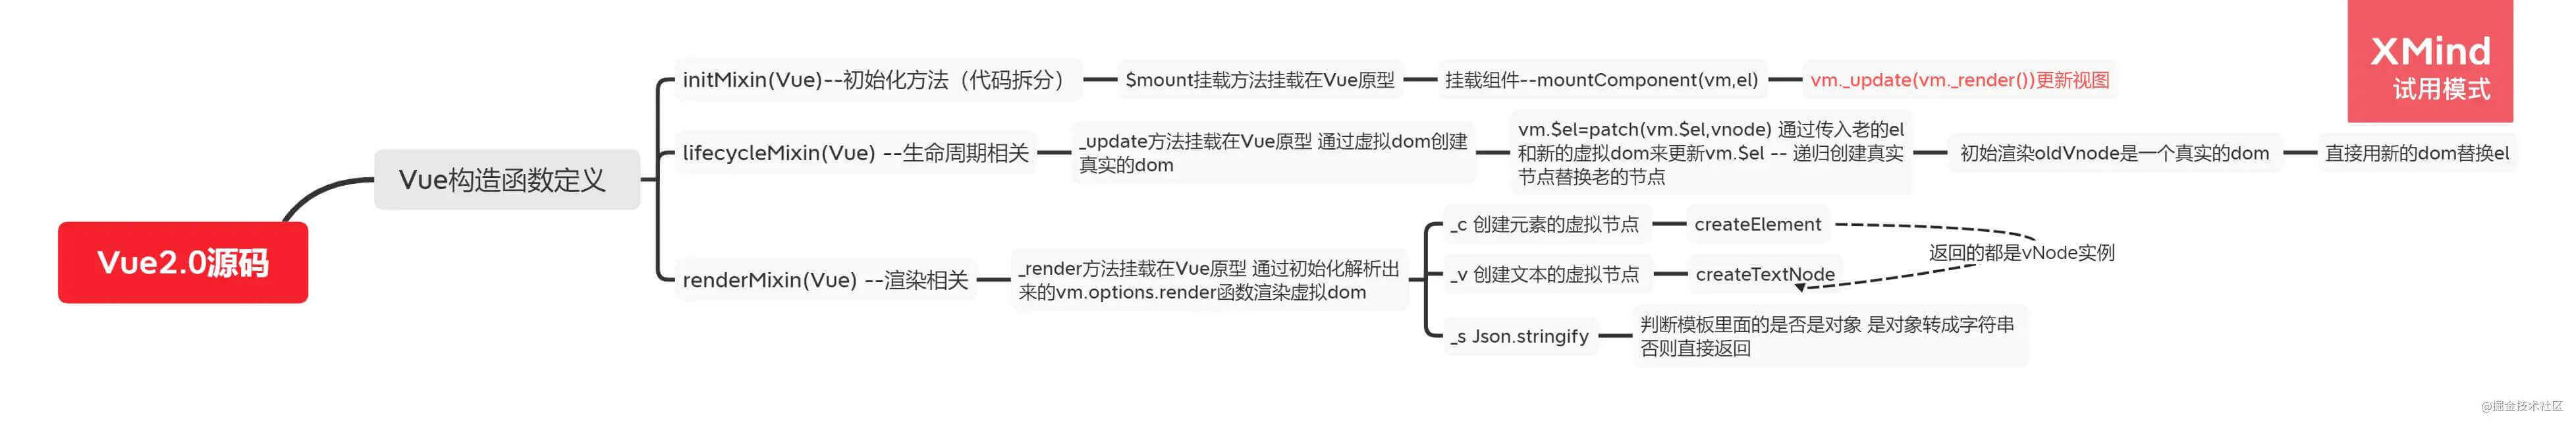 XMind
试用模式
initMixin(Vue)--初始化方法（代码拆分）
$mount挂载方法挂载在Vue原型
挂载组件--mountComponent(vm,el)
vm._update(vm._render())更新视图
lifecycleMixin(Vue) --生命周期相关
_update方法挂载在Vue原型 通过虚拟dom创建
真实的dom
vm.$el=patch(vm.$el,vnode) 通过传入老的el
和新的虚拟dom来更新vm.$el -- 递归创建真实
节点替换老的节点
初始渲染oldVnode是一个真实的dom
直接用新的dom替换el
Vue构造函数定义
Vue2.0源码
renderMixin(Vue) --渲染相关
_render方法挂载在Vue原型 通过初始化解析出
来的vm.options.render函数渲染虚拟dom
_c 创建元素的虚拟节点
createElement
返回的都是vNode实例
_v 创建文本的虚拟节点
createTextNode
_s Json.stringify
判断模板里面的是否是对象 是对象转成字符串
否则直接返回
@掘金技术社区